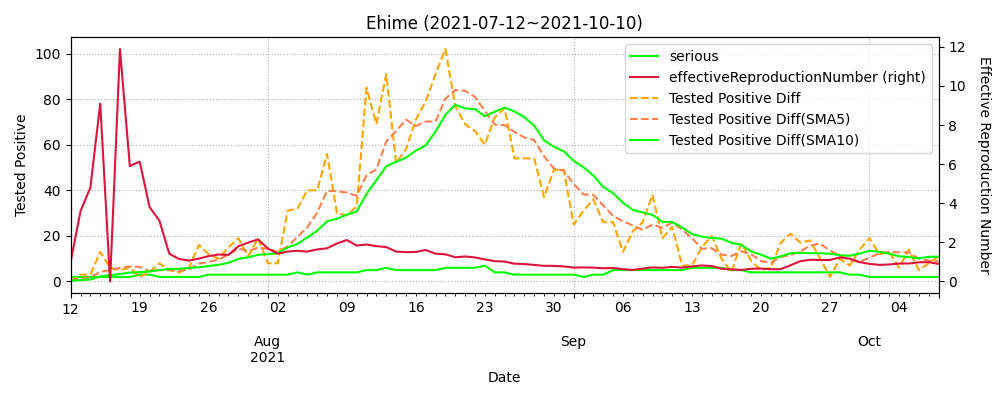 Ehime (2021-07-12~2021-10-10)
Tested Positive
100
80
60
40
20
0
serious
effectiveReproductionNumber (right)
Tested Positive Diff
Tested Positive Diff(SMA5)
Tested Positive Diff(SMA10)
12
10
8
6
4
2
0
Effective Reproduction Number
12 19 26 02 09 16 23 30 06 13 20 27 04
Aug Sep Oct
2021
Date